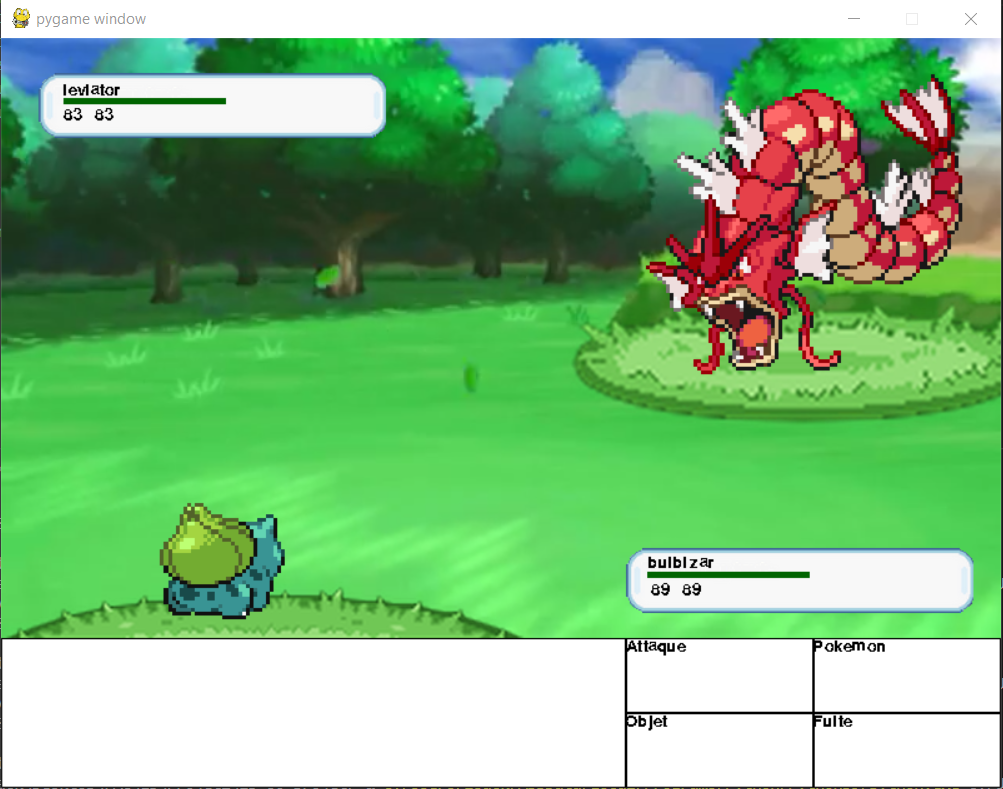 pygame window
leviator
83 83
bulbizar
89 89
Attaque
Pokemon
Objet
Fuite